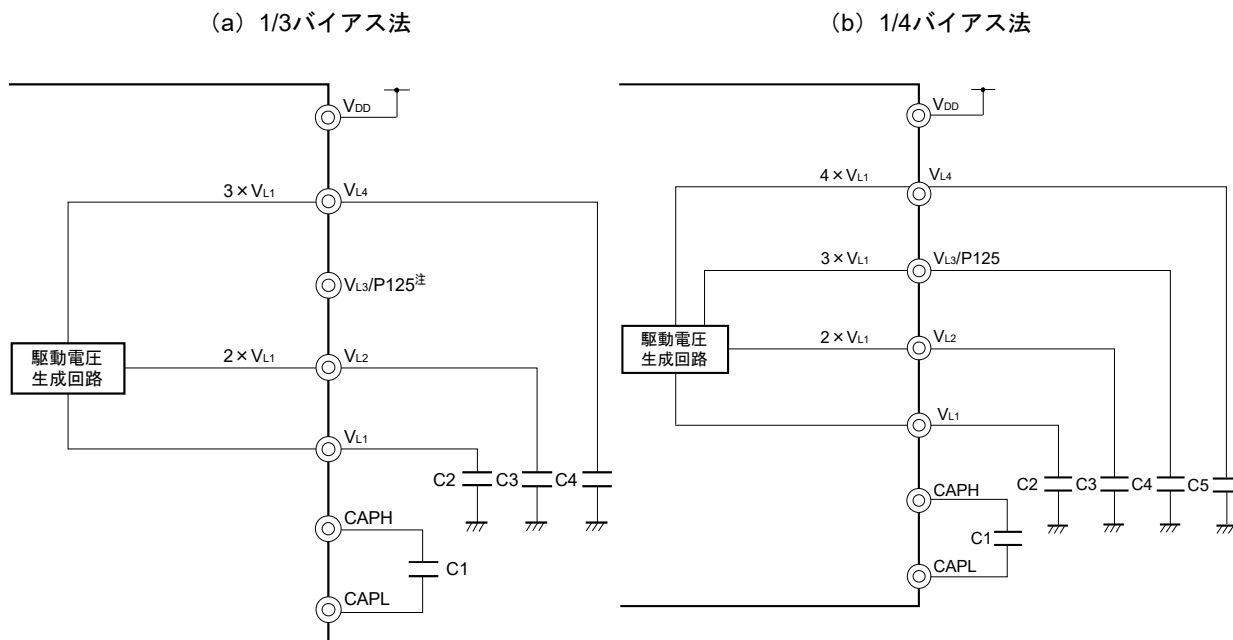 (a) 1/3バイアス法
VDD
3×VL1
VL4
VL3/P125注
駆動電圧
生成回路
2×VL1
VL2
VL1
C2
C3
C4
CAPH
C1
CAPL
(b) 1/4バイアス法
VDD
4×VL1
VL4
3×VL1
VL3/P125
駆動電圧
生成回路
2×VL1
VL2
VL1
C2
C3
C4
C5
CAPH
C1
CAPL